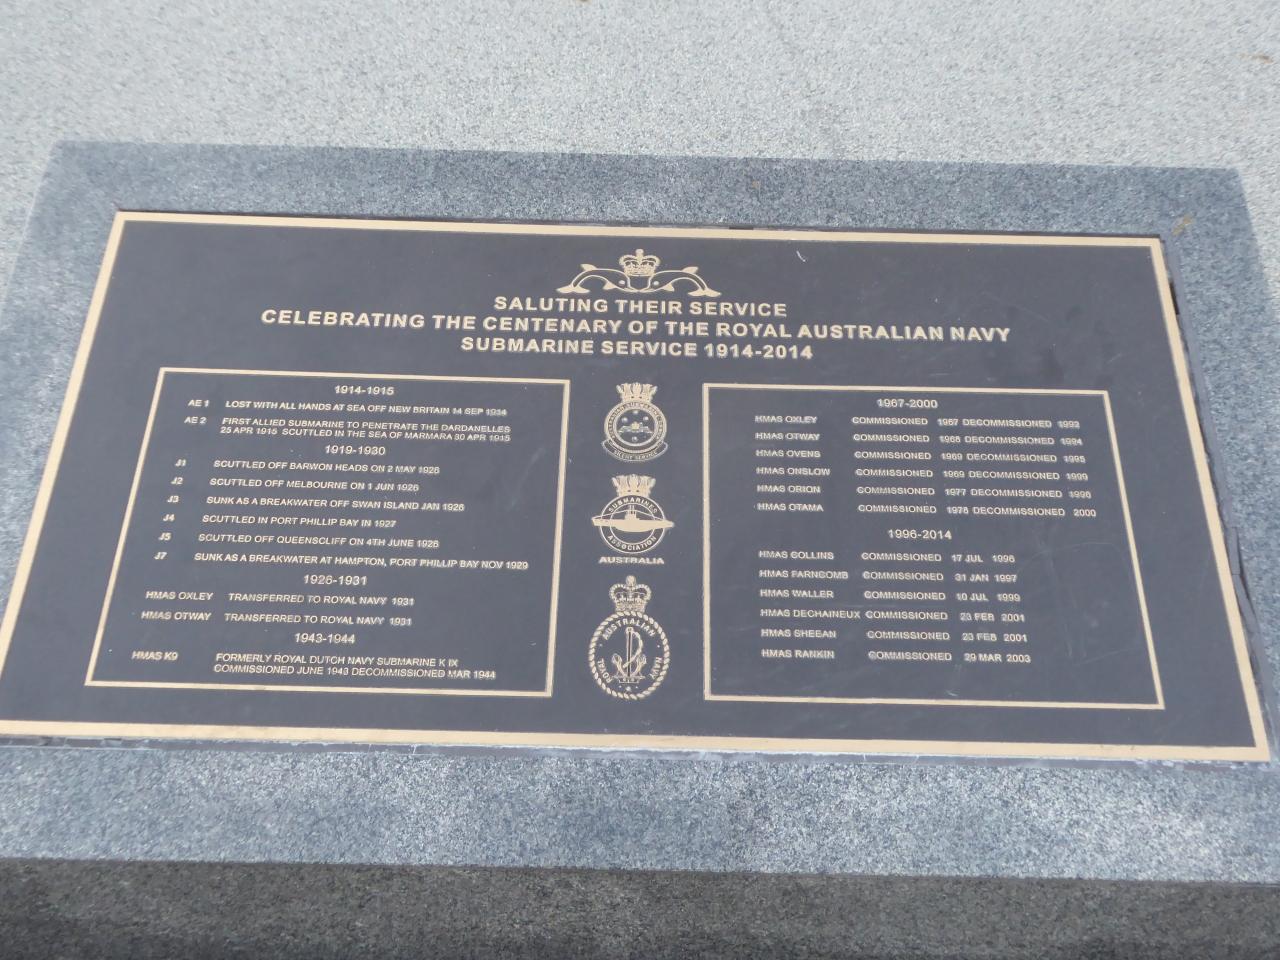 SALUTING THEIR SERVICE
CELEBRATING THE CENTENARY OF THE ROYAL AUSTRALIAN NAVY
SUBMARINE SERVICE 1914-2014
1914-1915
AE 1 LOST WITH ALL HANDS AT SEA OFF NEW BRITAIN 14 SEP 1914
AE 2 FIRST ALLIED SUBMARINE TO PENETRATE THE DARDANELLES
25 APR 1915 SCUTTLED IN THE SEA OF MARMARA 30 APR 1915
1919-1930
J1 SCUTTLED OFF BARWON HEADS ON 2 MAY 1926
J2 SCUTTLED OFF MELBOURNE ON 1 JUN 1926
J3 SUNK AS A BREAKWATER OFF SWAN ISLAND JAN 1926
J4 SCUTTLED IN PORT PHILLIP BAY IN 1927
J5 SCUTTLED OFF QUEENSCLIFF ON 4TH JUNE 1926
J7 SUNK AS A BREAKWATER AT HAMPTON, PORT PHILLIP BAY NOV 1929
1926-1931
HMAS OXLEY TRANSFERRED TO ROYAL NAVY 1931
HMAS OTWAY TRANSFERRED TO ROYAL NAVY 1931
1943-1944
HMAS K9 FORMERLY ROYAL DUTCH NAVY SUBMARINE K IX
COMMISSIONED JUNE 1943 DECOMMISSIONED MAR 1944
AUSTRALIAN SUBMARINE
SILENT SERVICE
SUBMARINES
ASSOCIATION
AUSTRALIA
ROYAL AUSTRALIAN NAVY
1967-2000
HMAS OXLEY COMMISSIONED 1967 DECOMMISSIONED 1992
HMAS OTWAY COMMISSIONED 1968 DECOMMISSIONED 1994
HMAS OVENS COMMISSIONED 1969 DECOMMISSIONED 1995
HMAS ONSLOW COMMISSIONED 1969 DECOMMISSIONED 1999
HMAS ORION COMMISSIONED 1977 DECOMMISSIONED 1996
HMAS OTAMA COMMISSIONED 1978 DECOMMISSIONED 2000
1996-2014
HMAS COLLINS COMMISSIONED 17 JUL 1996
HMAS FARNCOMB COMMISSIONED 31 JAN 1997
HMAS WALLER COMMISSIONED 10 JUL 1999
HMAS DECHAINEUX COMMISSIONED 23 FEB 2001
HMAS SHEEAN COMMISSIONED 23 FEB 2001
HMAS RANKIN COMMISSIONED 29 MAR 2003